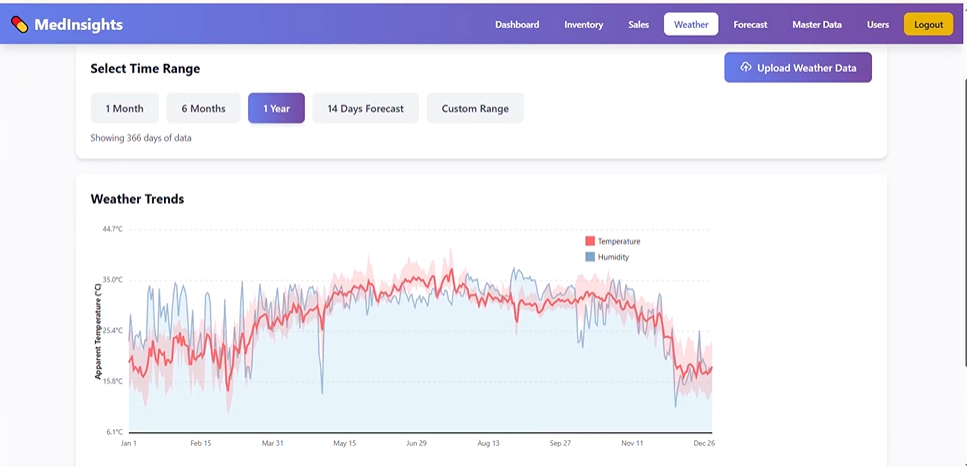 MedInsights
Dashboard Inventory Sales Weather Forecast Master Data Users Logout
Select Time Range
Upload Weather Data
1 Month 6 Months 1 Year 14 Days Forecast Custom Range
Showing 366 days of data
Weather Trends
Temperature
Humidity
Apparent Temperature (°C)
44.7°C
35.0°C
25.4°C
15.8°C
6.1°C
Jan 1 Feb 15 Mar 31 May 15 Jun 29 Aug 13 Sep 27 Nov 11 Dec 26